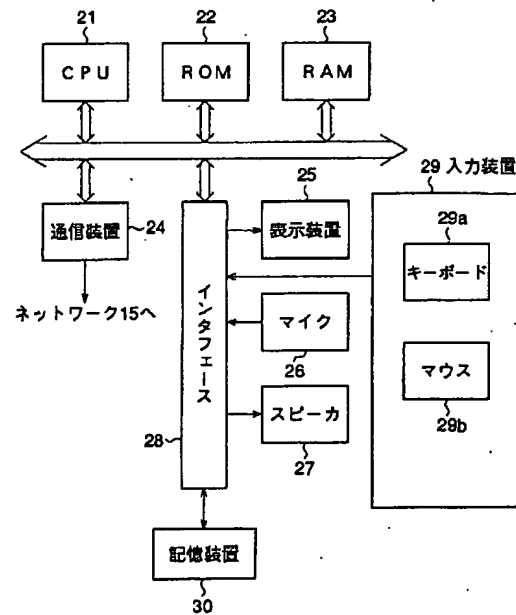 21
22
23
CPU
ROM
RAM
25
29 入力装置
通信装置
24
表示装置
29a
キーボード
ネットワーク15へ
インタフェース
マイク
26
マウス
29b
スピーカ
28
27
記憶装置
30